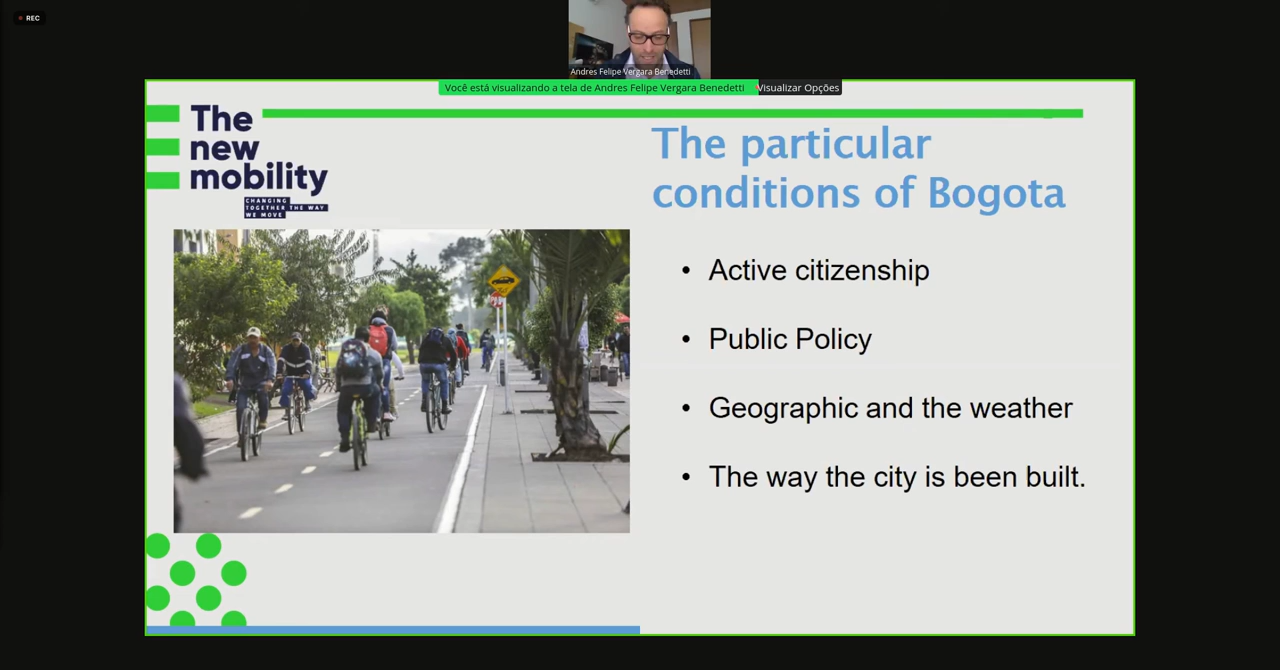 REC
Andres Felipe Vergara Benedetti
Você está visualizando a tela de Andres Felipe Vergara Benedetti
Visualizar Opções
The
new
mobility
CHANGING
TOGETHER THE WAY
WE MOVE
The particular
conditions of Bogota
• Active citizenship
• Public Policy
• Geographic and the weather
• The way the city is been built.